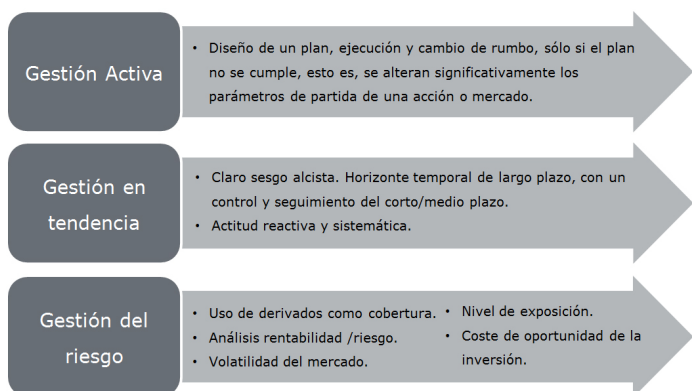 Gestión Activa
• Diseño de un plan, ejecución y cambio de rumbo, sólo si el plan
no se cumple, esto es, se alteran significativamente los
parámetros de partida de una acción o mercado.
Gestión en
tendencia
• Claro sesgo alcista. Horizonte temporal de largo plazo, con un
control y seguimiento del corto/medio plazo.
• Actitud reactiva y sistemática.
Gestión del
riesgo
• Uso de derivados como cobertura.
• Análisis rentabilidad /riesgo.
• Volatilidad del mercado.
• Nivel de exposición.
• Coste de oportunidad de la
inversión.